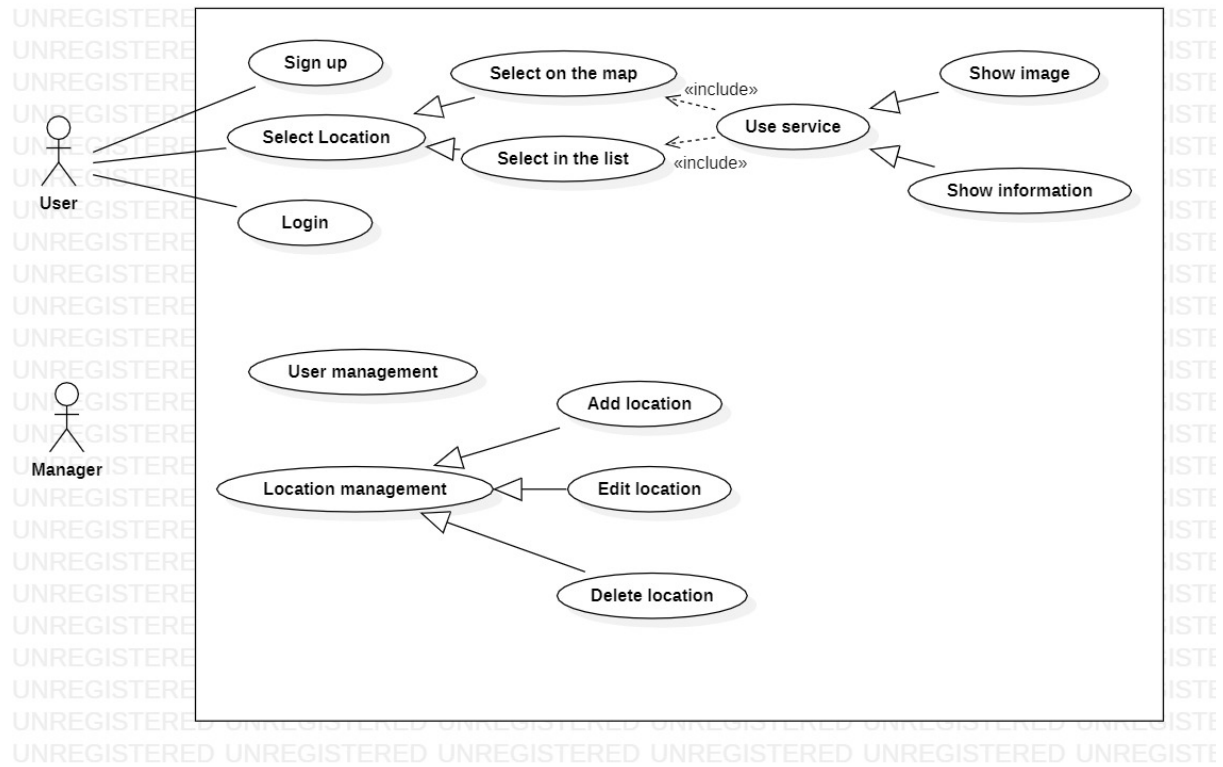 Sign up
Select on the map
Show image
«include»
Select Location
Use service
Select in the list
«include»
Show information
User
Login
User management
Add location
Manager
Location management
Edit location
Delete location
UNREGISTERED UNREGISTERED UNREGISTERED UNREGISTERED UNREGISTERED UNREGISTE